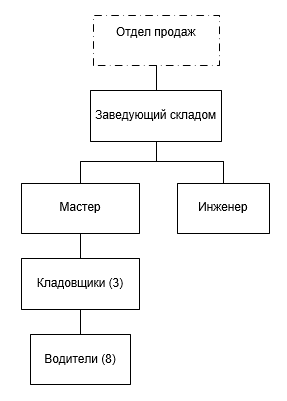 Отдел продаж
Заведующий складом
Мастер
Инженер
Кладовщики (3)
Водители (8)